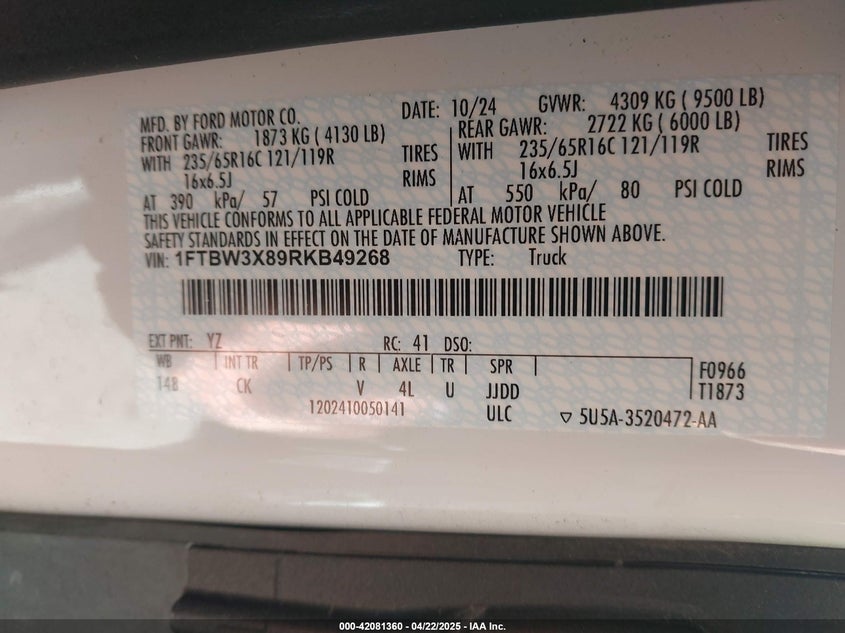 MFD. BY FORD MOTOR CO. DATE: 10/24 GVWR: 4309 KG ( 9500 LB)
FRONT GAWR: 1873 KG ( 4130 LB) REAR GAWR: 2722 KG ( 6000 LB)
WITH 235/65R16C 121/119R TIRES WITH 235/65R16C 121/119R TIRES
16x6.5J RIMS 16x6.5J RIMS
AT 390 kPa/ 57 PSI COLD AT 550 kPa/ 80 PSI COLD
THIS VEHICLE CONFORMS TO ALL APPLICABLE FEDERAL MOTOR VEHICLE
SAFETY STANDARDS IN EFFECT ON THE DATE OF MANUFACTURE SHOWN ABOVE.
VIN: 1FTBW3X89RKB49268 TYPE: Truck
EXT PNT: YZ RC: 41 DSO:
WB INT TR TP/PS R AXLE TR SPR F0966
148 CK V 4L U JJDD T1873
1202410050141 ULC ▽ 5U5A-3520472-AA
000-42081360 - 04/22/2025 - IAA Inc.